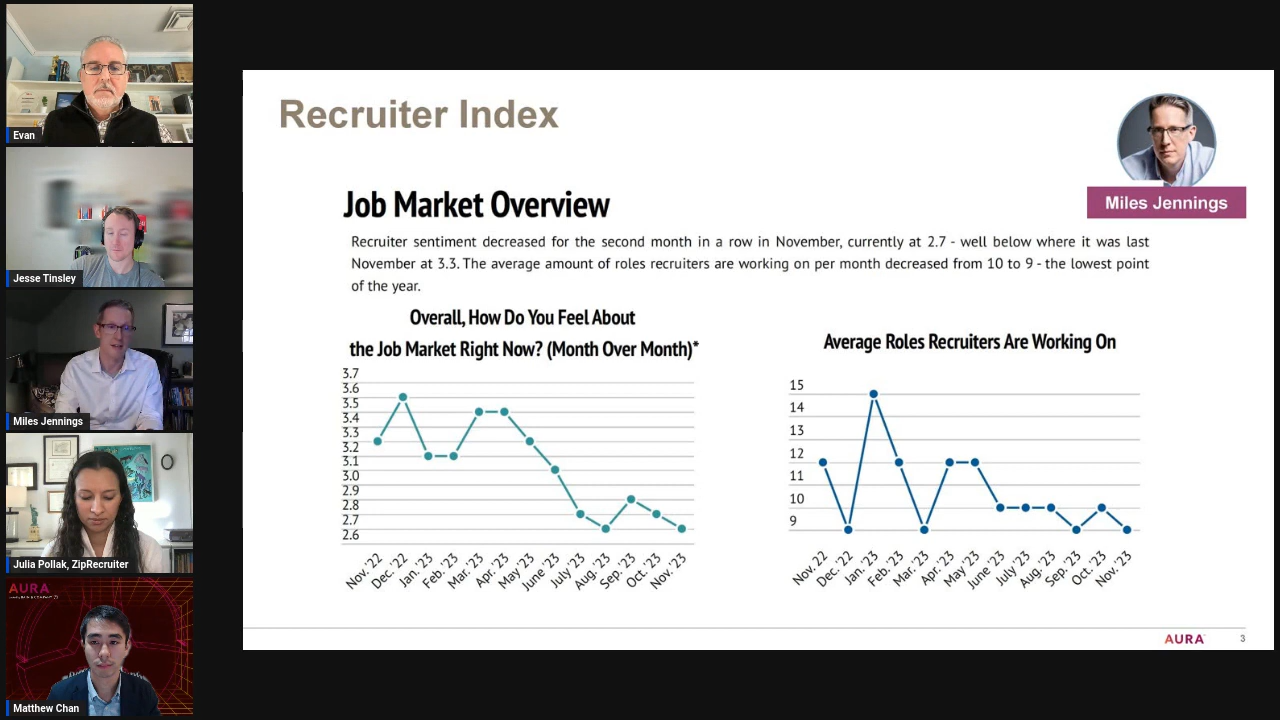 Evan
Jesse Tinsley
Miles Jennings
Julia Pollak, ZipRecruiter
AURA
Matthew Chan
Recruiter Index
Miles Jennings
Job Market Overview
Recruiter sentiment decreased for the second month in a row in November, currently at 2.7 - well below where it was last
November at 3.3. The average amount of roles recruiters are working on per month decreased from 10 to 9 - the lowest point
of the year.
Overall, How Do You Feel About
the Job Market Right Now? (Month Over Month)*
3.7
3.6
3.5
3.4
3.3
3.2
3.1
3.0
2.9
2.8
2.7
2.6
Nov. '22 Dec. '22 Jan. '23 Feb. '23 Mar. '23 Apr. '23 May '23 June '23 July '23 Aug. '23 Sep. '23 Oct. '23 Nov. '23
Average Roles Recruiters Are Working On
15
14
13
12
11
10
9
Nov. 22 Dec. 22 Jan. 23 Feb. 23 Mar. 23 Apr. 23 May 23 June 23 July 23 Aug. 23 Sep. 23 Oct. 23 Nov. 23
AURA
3